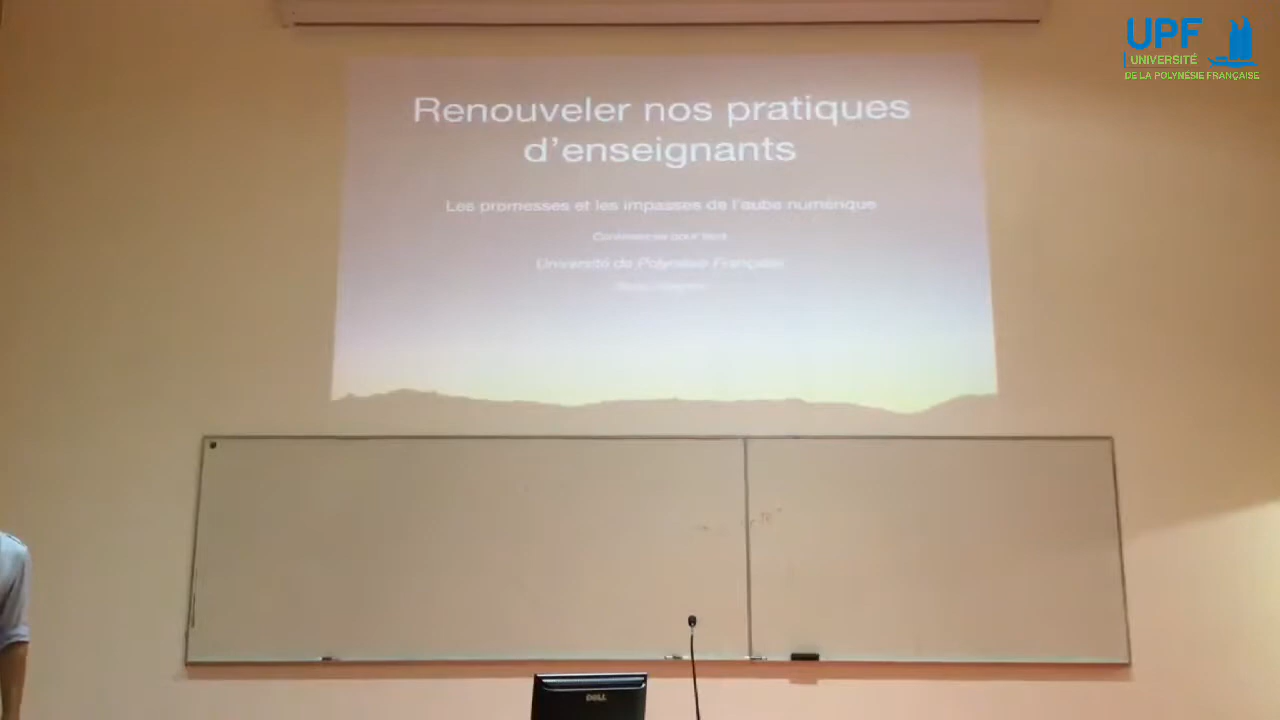 UPF
UNIVERSITÉ
DE LA POLYNÉSIE FRANÇAISE
Renouveler nos pratiques
d'enseignants
Les promesses et les impasses de l'aube numérique
Université de Polynésie Française
DELL